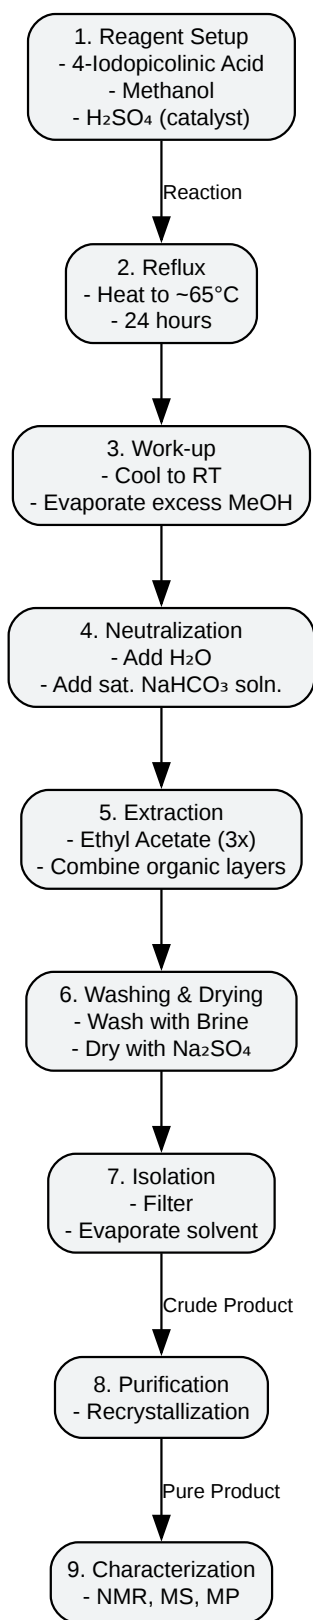 1. Reagent Setup
- 4-Iodopicolinic Acid
- Methanol
- H₂SO₄ (catalyst)
Reaction
2. Reflux
- Heat to ~65°C
- 24 hours
3. Work-up
- Cool to RT
- Evaporate excess MeOH
4. Neutralization
- Add H₂O
- Add sat. NaHCO₃ soln.
5. Extraction
- Ethyl Acetate (3x)
- Combine organic layers
6. Washing & Drying
- Wash with Brine
- Dry with Na₂SO₄
7. Isolation
- Filter
- Evaporate solvent
Crude Product
8. Purification
- Recrystallization
Pure Product
9. Characterization
- NMR, MS, MP